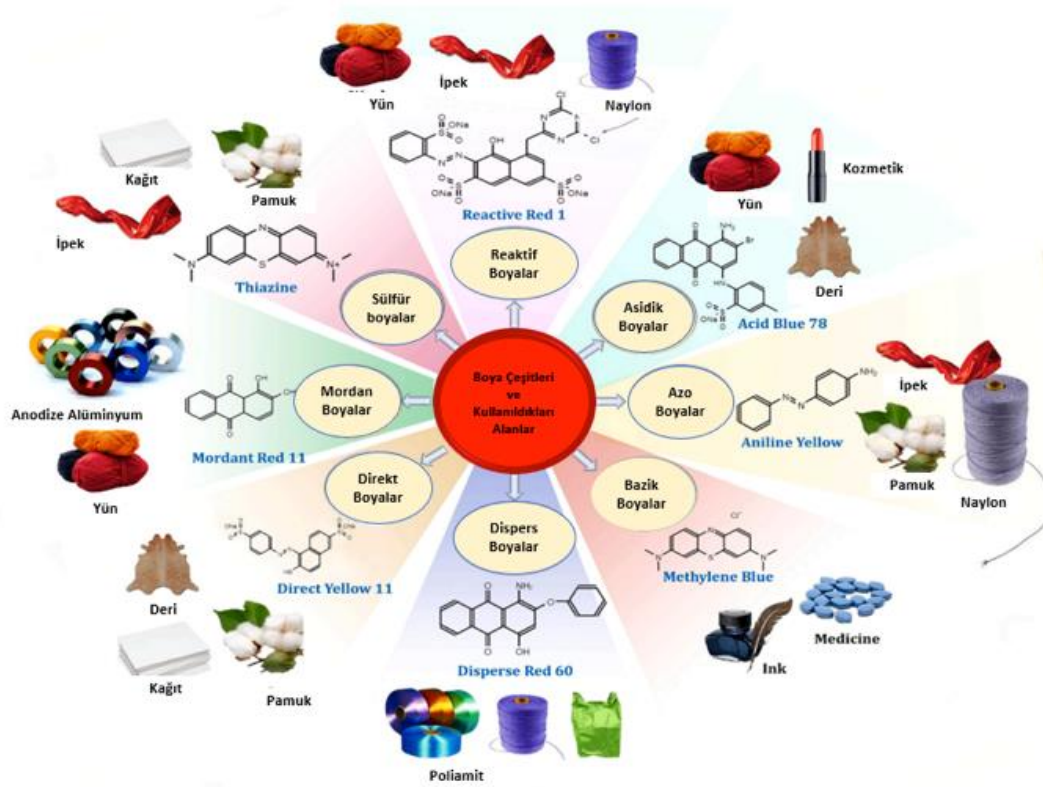 Boya Çeşitleri
ve
Kullanıldıkları
Alanlar
Reaktif
Boyalar
Reactive Red 1
Yün
İpek
Naylon
Asidik
Boyalar
Acid Blue 78
Yün
Kozmetik
Deri
Azo
Boyalar
Aniline Yellow
İpek
Pamuk
Naylon
Bazik
Boyalar
Methylene Blue
Ink
Medicine
Dispers
Boyalar
Disperse Red 60
Poliamit
Direkt
Boyalar
Direct Yellow 11
Deri
Kağıt
Pamuk
Mordan
Boyalar
Mordant Red 11
Anodize Alüminyum
Yün
Sülfür
boyalar
Thiazine
Kağıt
Pamuk
İpek